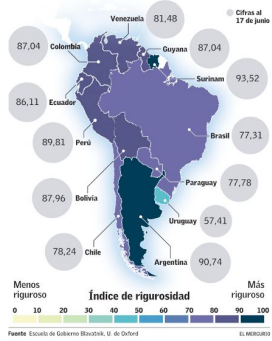 Cifras al
17 de junio
81,48
Venezuela
87,04
Colombia
Guyana
87,04
Surinam
93,52
86,11
Ecuador
89,81
Perú
Brasil
77,31
87,96
Bolivia
Paraguay
77,78
Uruguay
57,41
78,24
Chile
Argentina
90,74
Menos
riguroso
Índice de rigurosidad
Más
riguroso
0 10 20 30 40 50 60 70 80 90 100
Fuente Escuela de Gobierno Blavatnik. U. de Oxford
EL MERCURIO